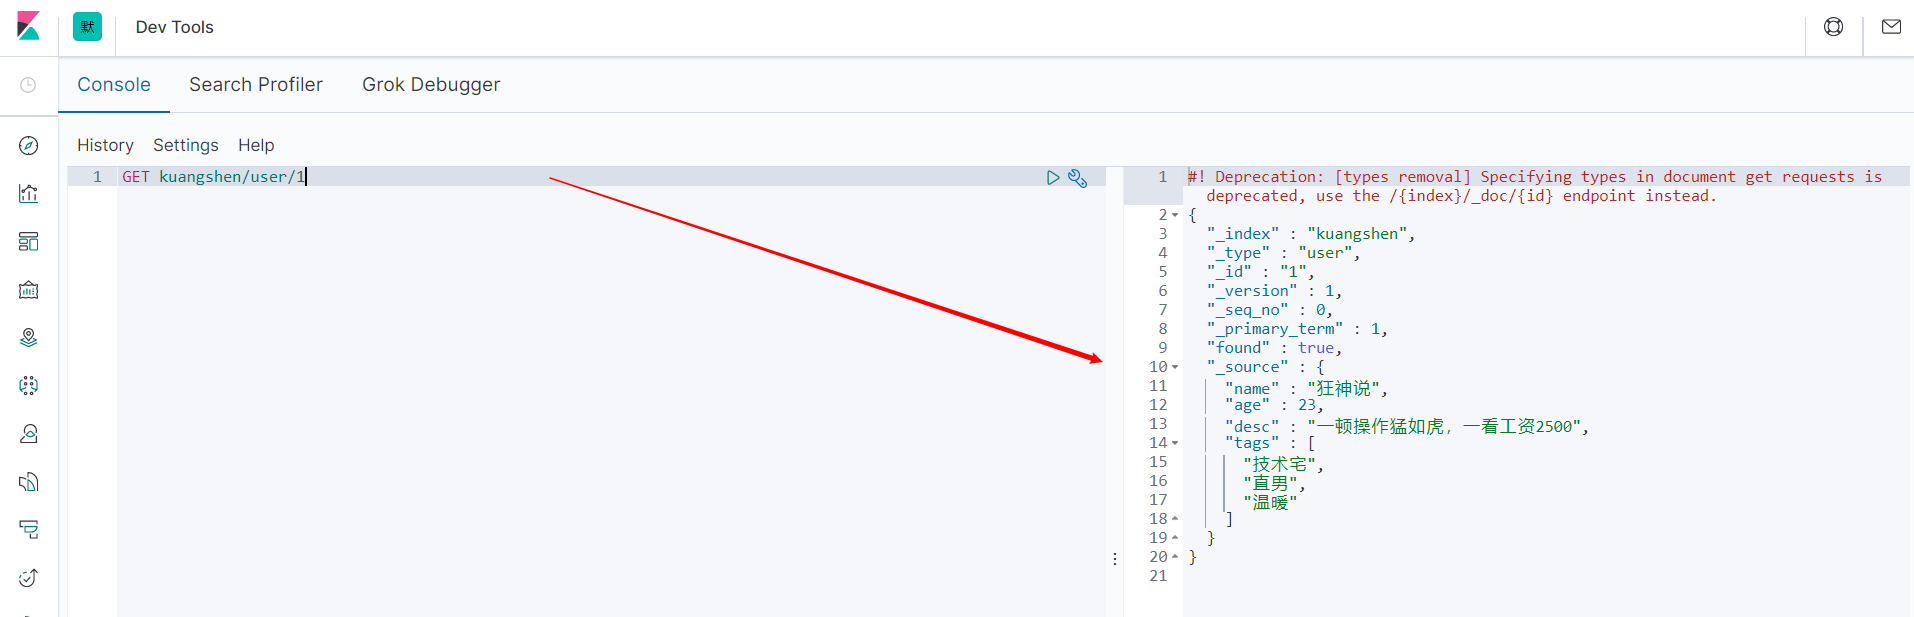 默 Dev Tools
Console Search Profiler Grok Debugger
History Settings Help
1 GET kuangshen/user/1
1 #! Deprecation: [types removal] Specifying types in document get requests is
deprecated, use the /{index}/_doc/{id} endpoint instead.
2 {
3 "_index" : "kuangshen",
4 "_type" : "user",
5 "_id" : "1",
6 "_version" : 1,
7 "_seq_no" : 0,
8 "_primary_term" : 1,
9 "found" : true,
10 "_source" : {
11 "name" : "狂神说",
12 "age" : 23,
13 "desc" : "一顿操作猛如虎，一看工资2500",
14 "tags" : [
15 "技术宅",
16 "直男",
17 "温暖"
18 ]
19 }
20 }
21